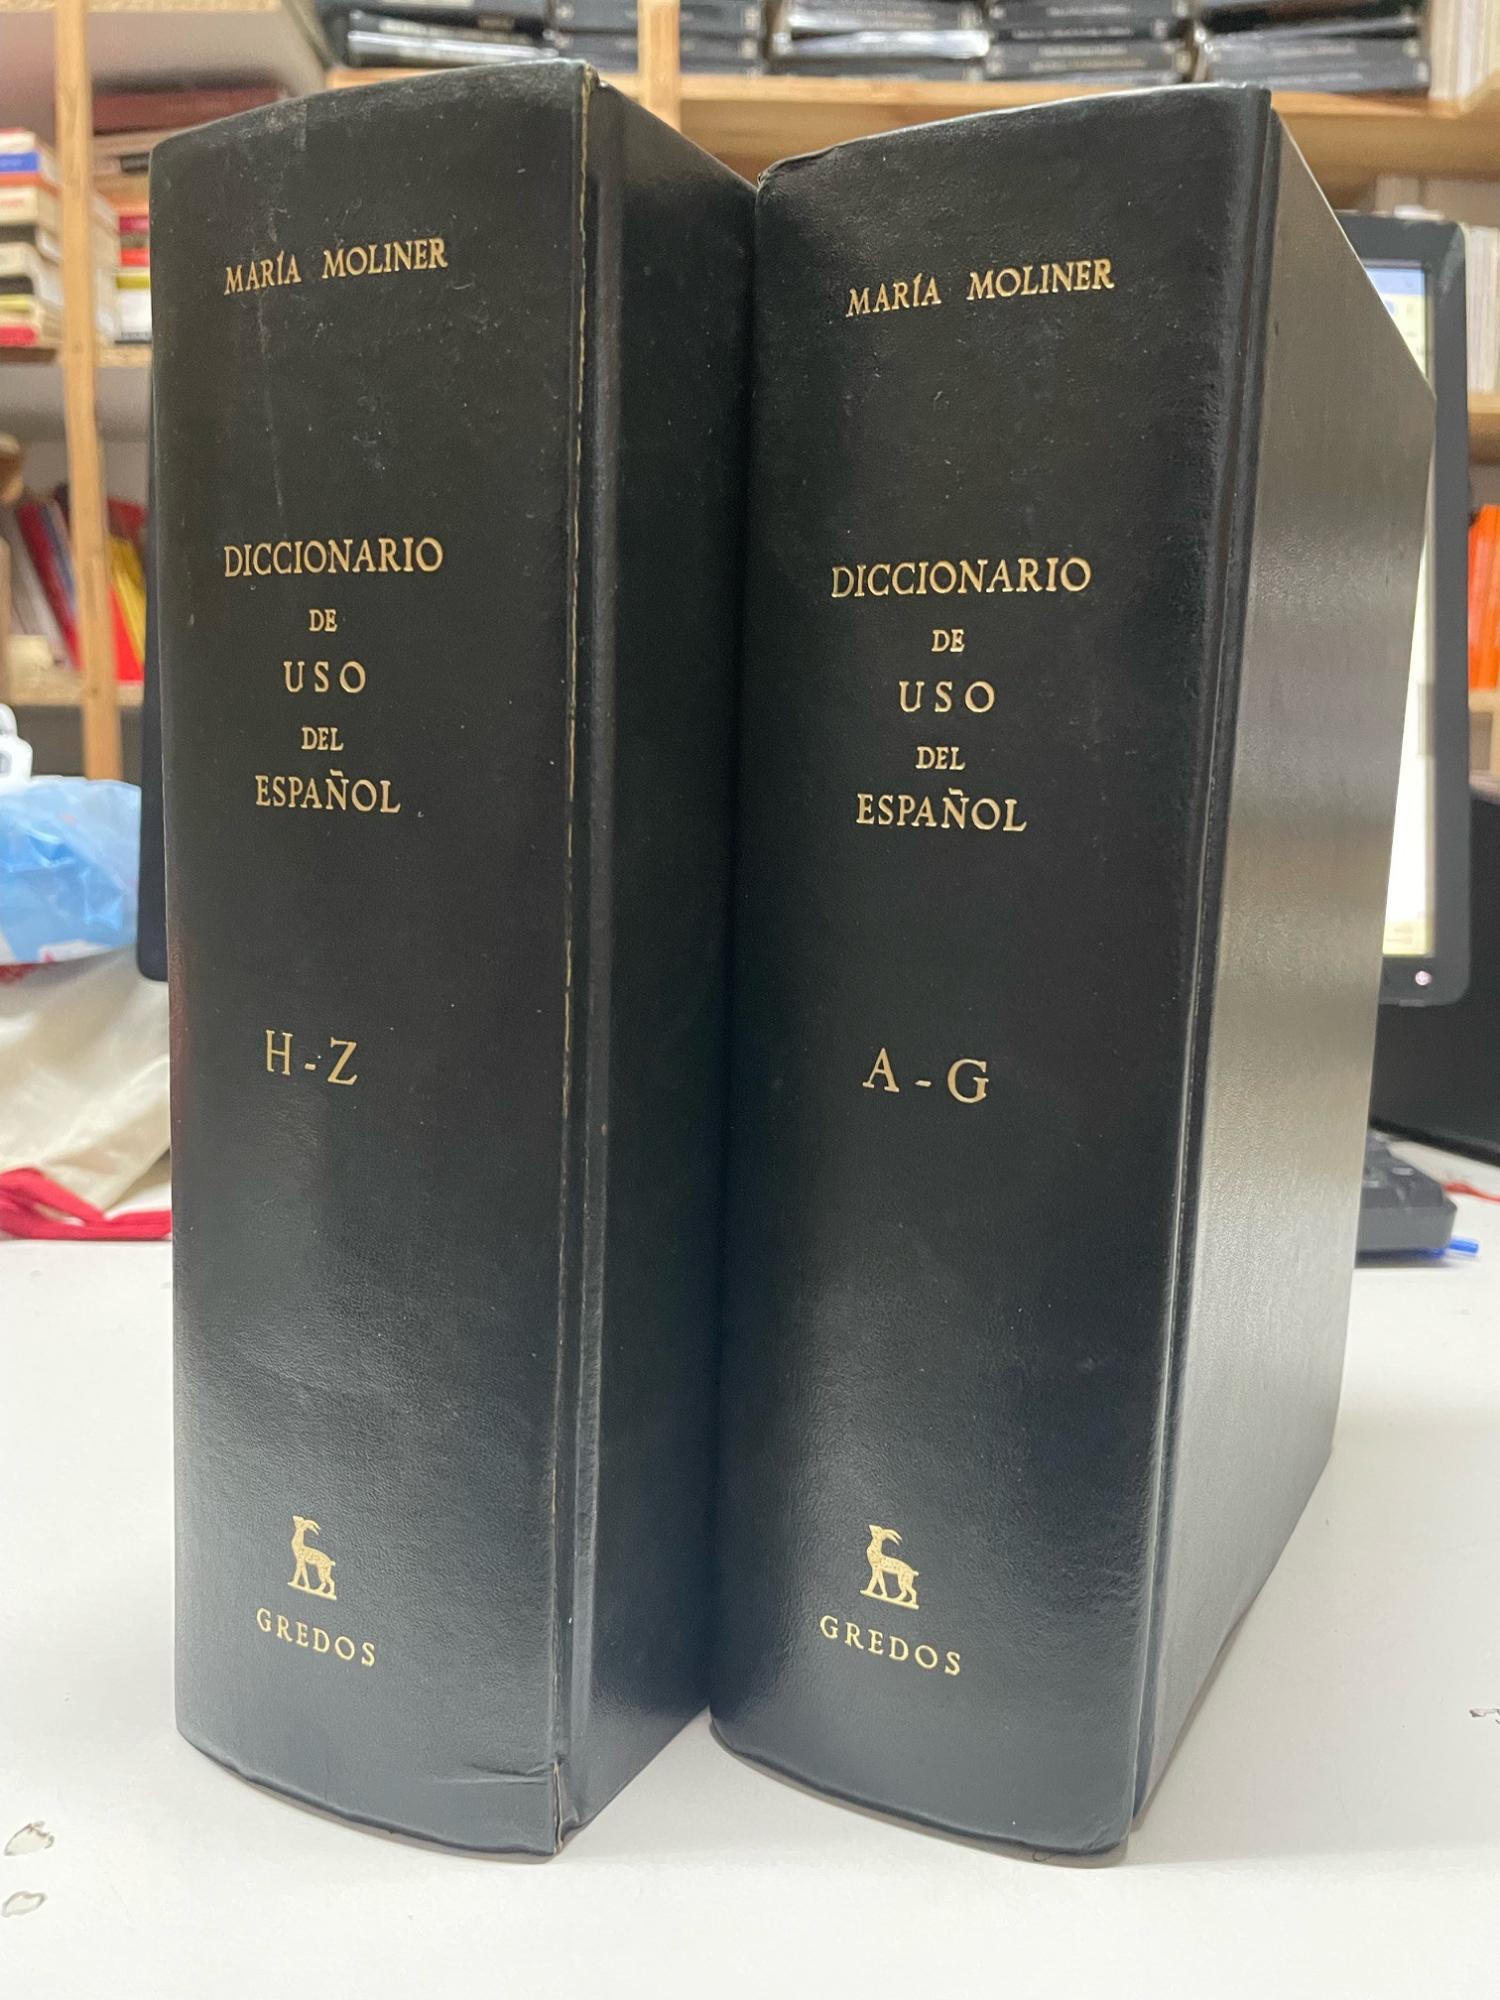 MARÍA MOLINER
DICCIONARIO
DE
USO
DEL
ESPAÑOL
H-Z
GREDOS
MARÍA MOLINER
DICCIONARIO
DE
USO
DEL
ESPAÑOL
A-G
GREDOS